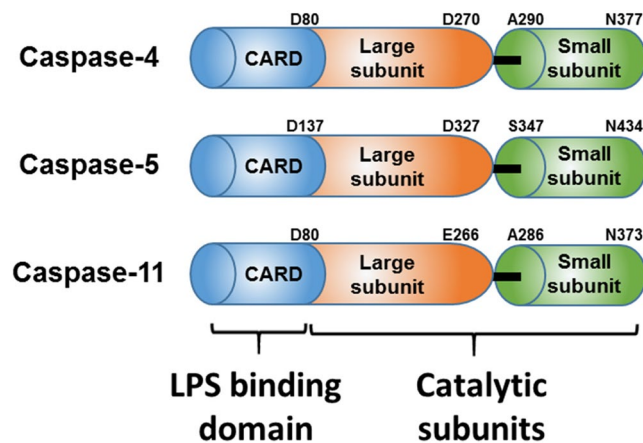 D80 D270 A290 N377
Caspase-4 CARD Large subunit Small subunit
D137 D327 S347 N434
Caspase-5 CARD Large subunit Small subunit
D80 E266 A286 N373
Caspase-11 CARD Large subunit Small subunit
LPS binding domain
Catalytic subunits